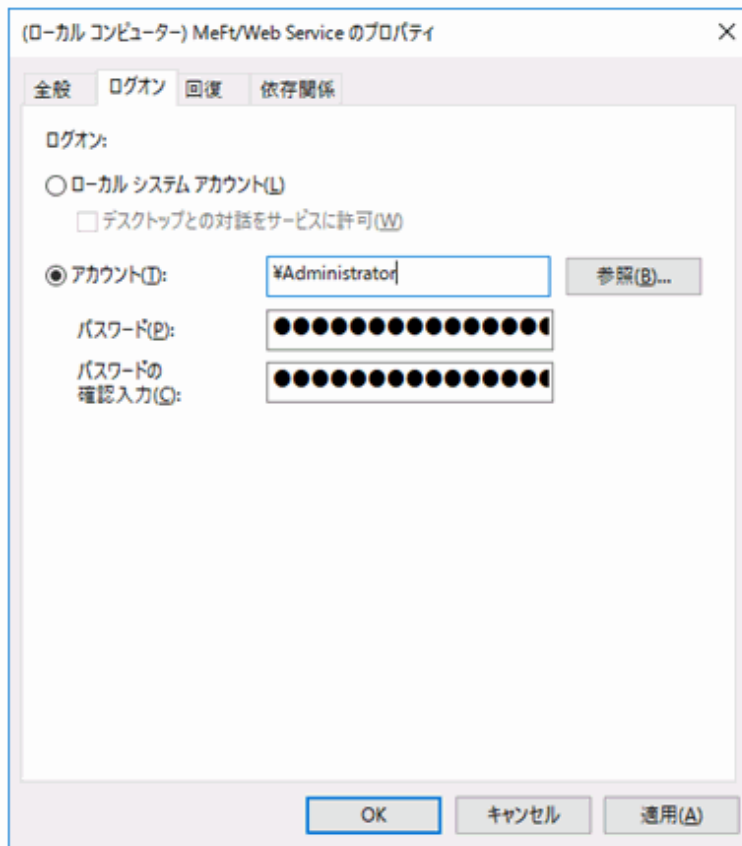 (ローカル コンピューター) MeFt/Web Service のプロパティ
全般 ログオン 回復 依存関係
ログオン:
ローカル システム アカウント(L)
デスクトップとの対話をサービスに許可(W)
アカウント(T): ¥Administrator 参照(B)...
パスワード(P): ●●●●●●●●●●●●●●●
パスワードの
確認入力(C): ●●●●●●●●●●●●●●●
OK キャンセル 適用(A)